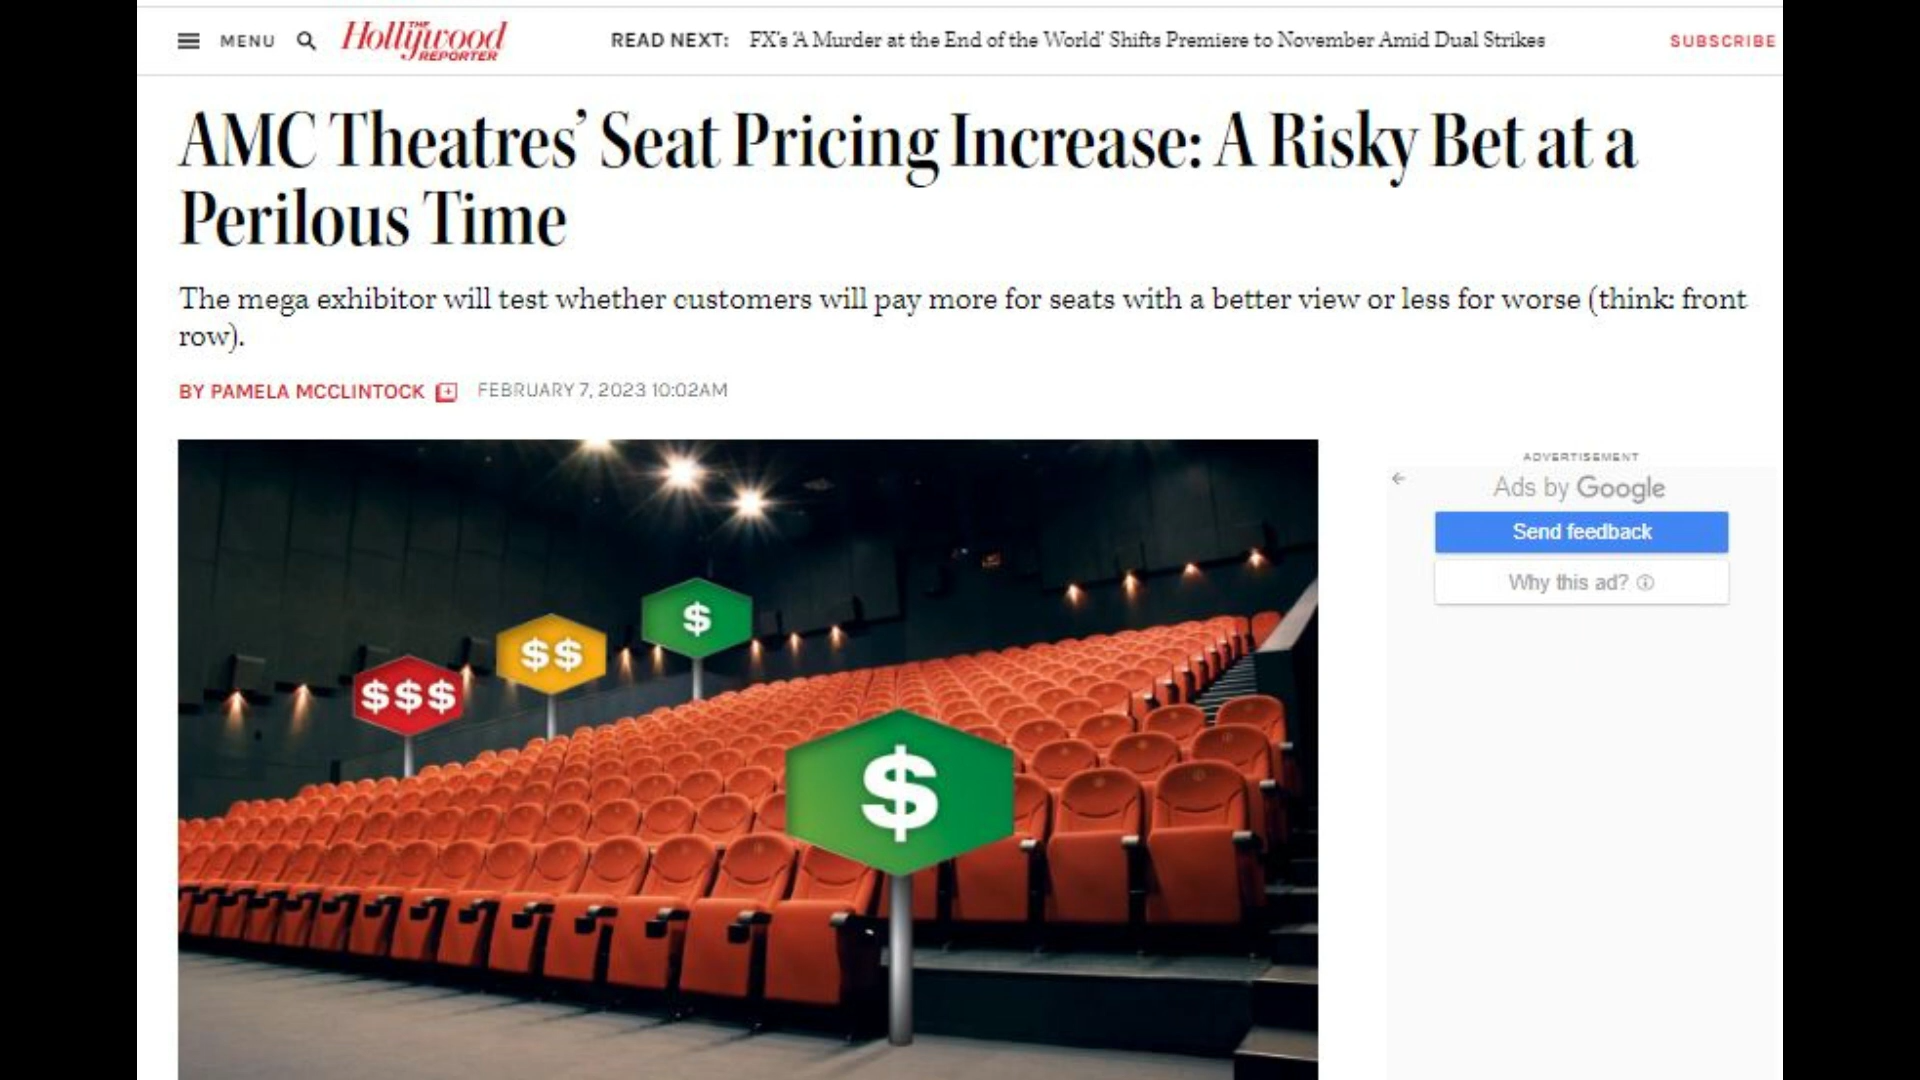 MENU
THE
Hollywood
REPORTER
READ NEXT: FX's 'A Murder at the End of the World' Shifts Premiere to November Amid Dual Strikes
SUBSCRIBE
AMC Theatres' Seat Pricing Increase: A Risky Bet at a
Perilous Time
The mega exhibitor will test whether customers will pay more for seats with a better view or less for worse (think: front
row).
BY PAMELA MCCLINTOCK
FEBRUARY 7, 2023 10:02AM
ADVERTISEMENT
Ads by Google
Send feedback
Why this ad?
$
$$
$$$
$